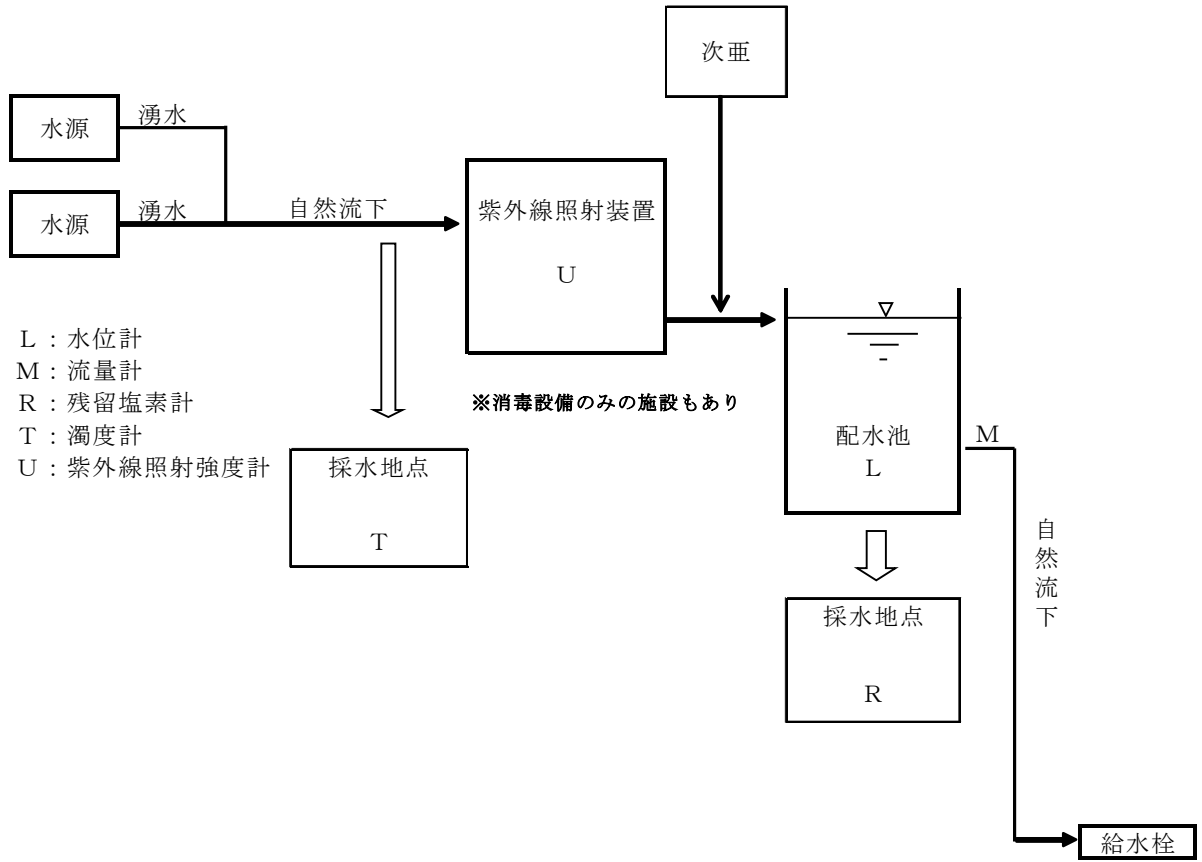 次亜
水源
湧水
水源
湧水
自然流下
紫外線照射装置
U
L：水位計
M：流量計
R：残留塩素計
T：濁度計
U：紫外線照射強度計
※消毒設備のみの施設もあり
配水池
L
M
採水地点
T
自然流下
採水地点
R
給水栓